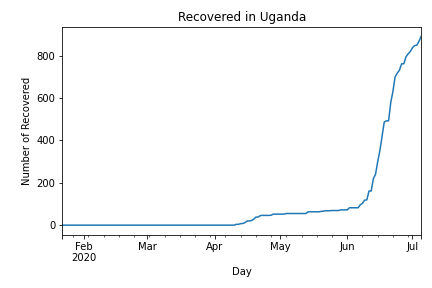 Recovered in Uganda
Number of Recovered
800
600
400
200
0
Feb
2020
Mar
Apr
May
Jun
Jul
Day